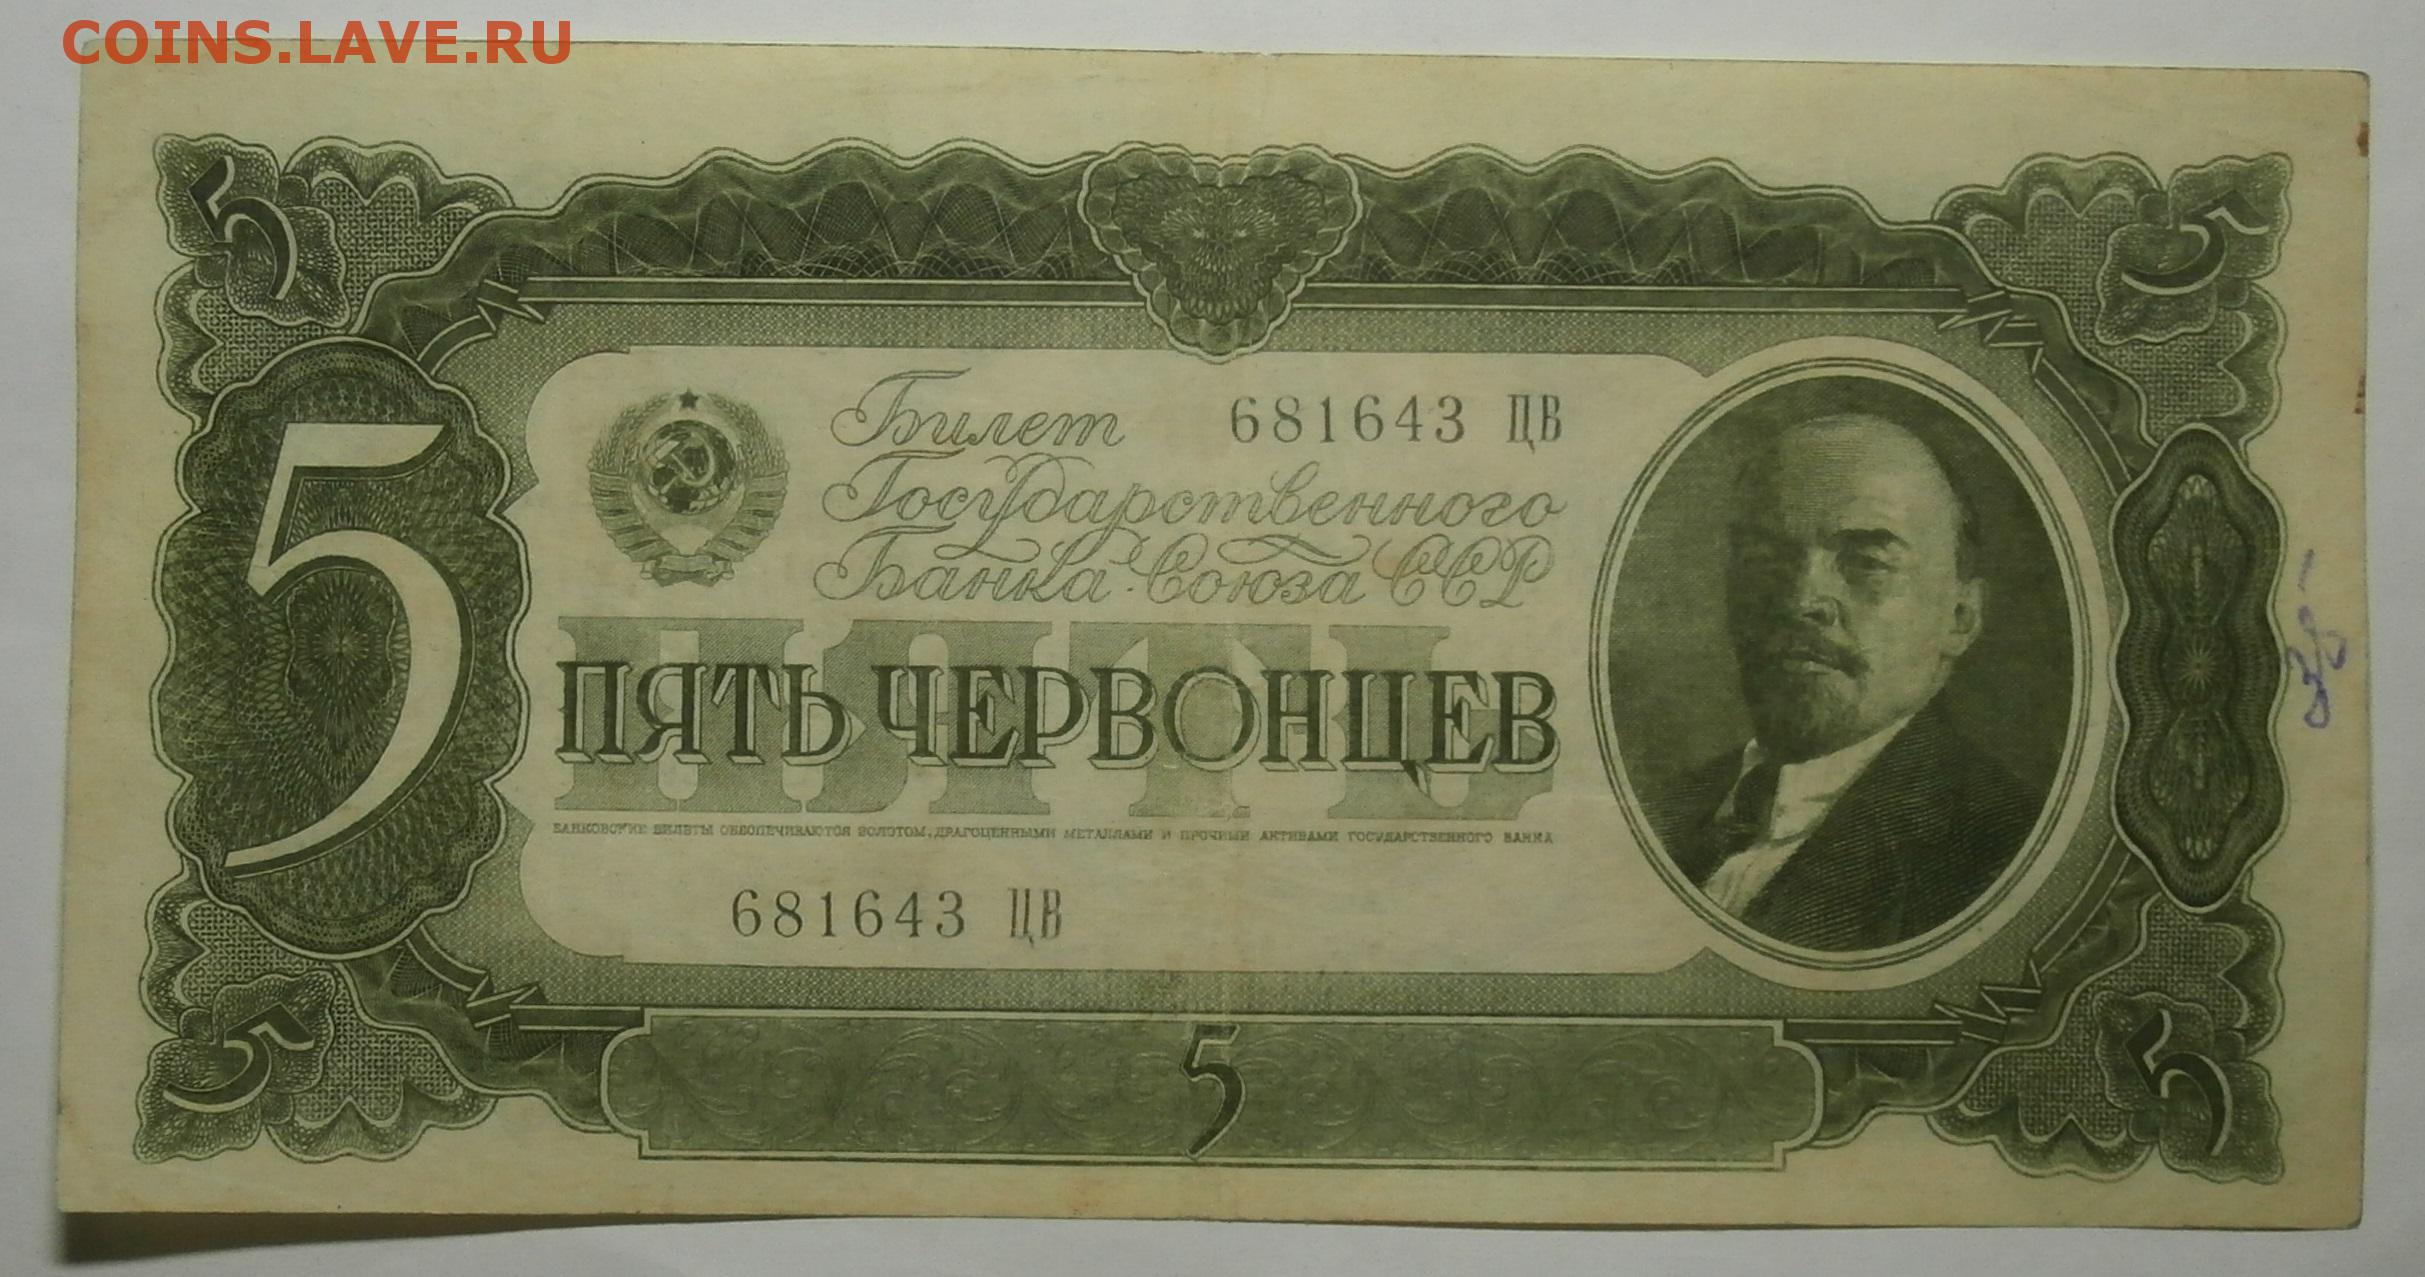 COINS.LAVE.RU
5 5
5
Билет 681643 ЦВ
Государственного
Банка Союза ССР
ПЯТЬ
ПЯТЬ ЧЕРВОНЦЕВ
БАНКОВСКИЕ БИЛЕТЫ ОБЕСПЕЧИВАЮТСЯ ЗОЛОТОМ, ДРАГОЦЕННЫМИ МЕТАЛЛАМИ И ПРОЧИМИ АКТИВАМИ ГОСУДАРСТВЕННОГО БАНКА
681643 ЦВ
5 5 5